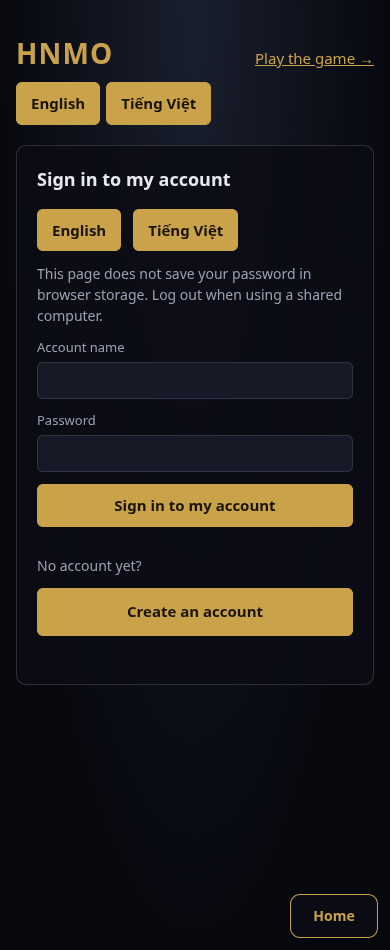 HNMO
Play the game →
English
Tiếng Việt
Sign in to my account
English
Tiếng Việt
This page does not save your password in
browser storage. Log out when using a shared
computer.
Account name
Password
Sign in to my account
No account yet?
Create an account
Home